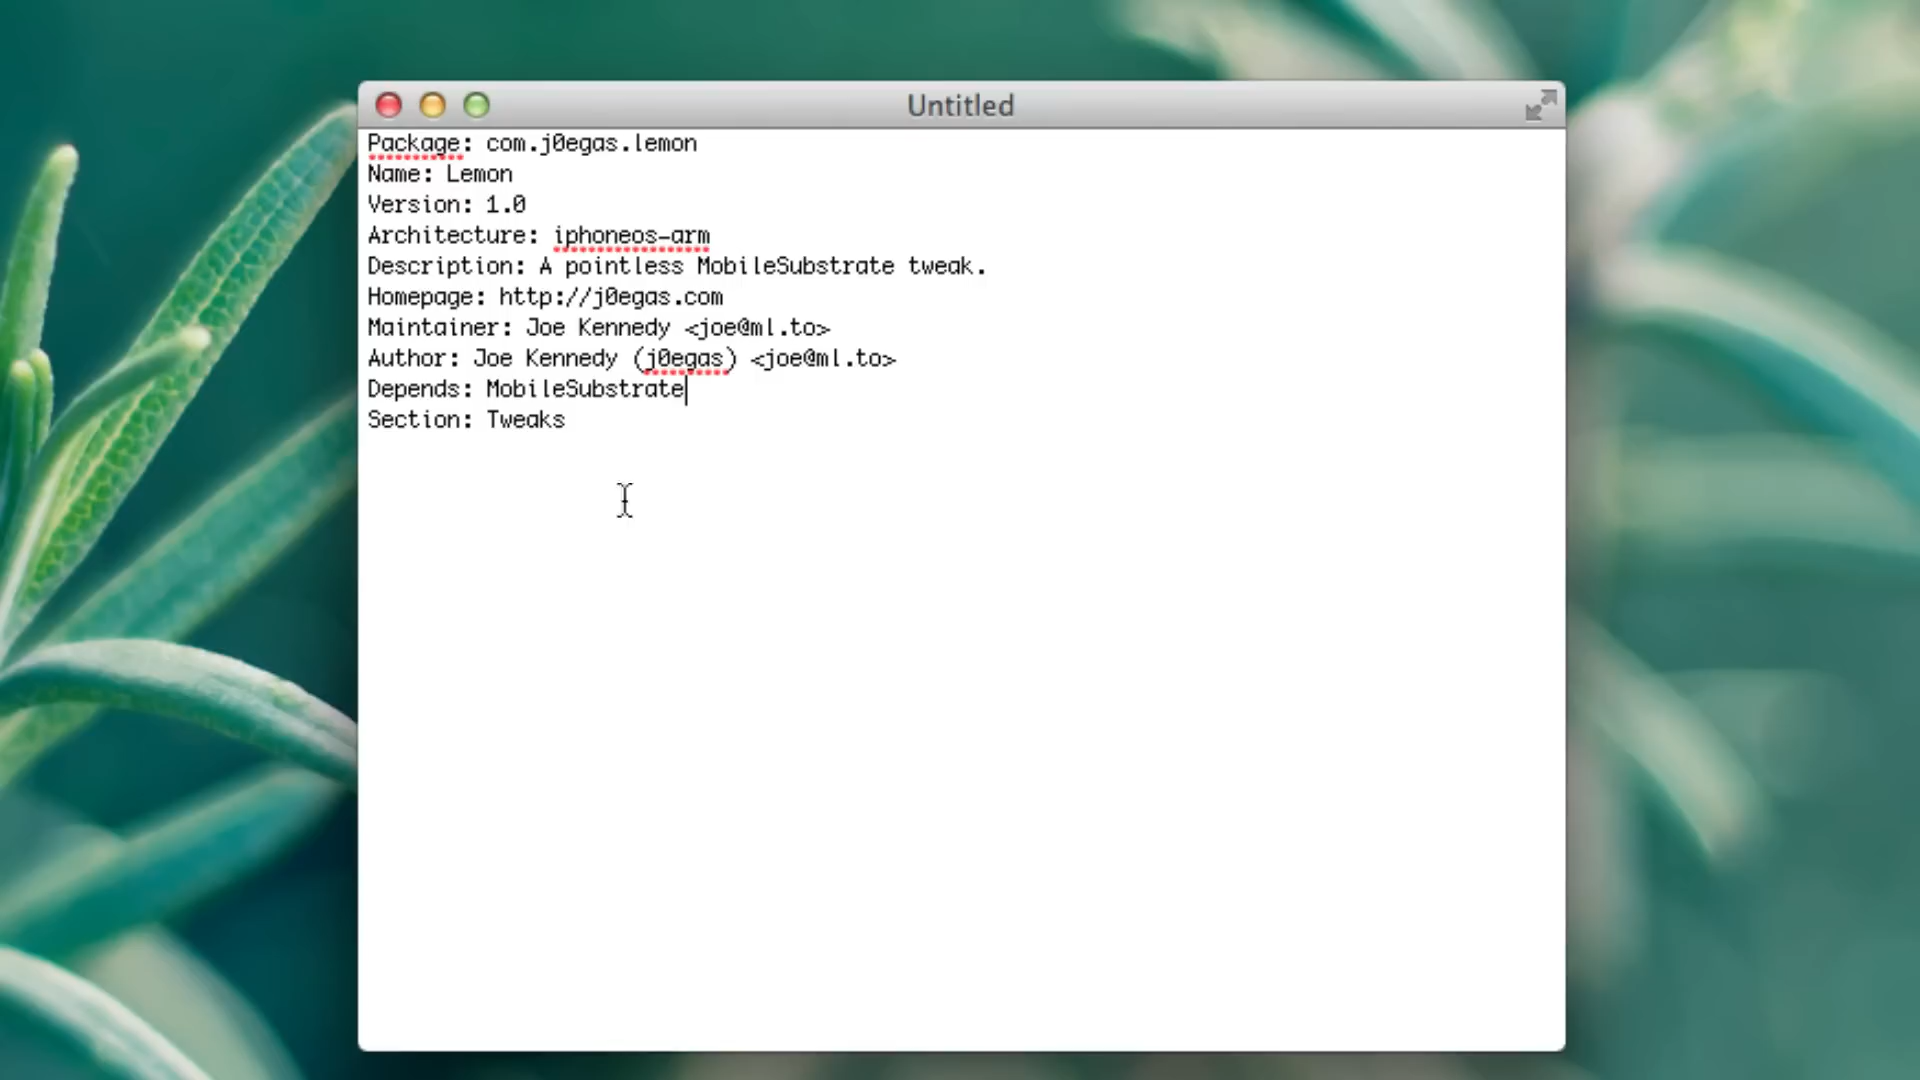 Untitled
Package: com.j0egas.lemon
Name: Lemon
Version: 1.0
Architecture: iphoneos-arm
Description: A pointless MobileSubstrate tweak.
Homepage: http://j0egas.com
Maintainer: Joe Kennedy <joe@ml.to>
Author: Joe Kennedy (j0egas) <joe@ml.to>
Depends: MobileSubstrate
Section: Tweaks